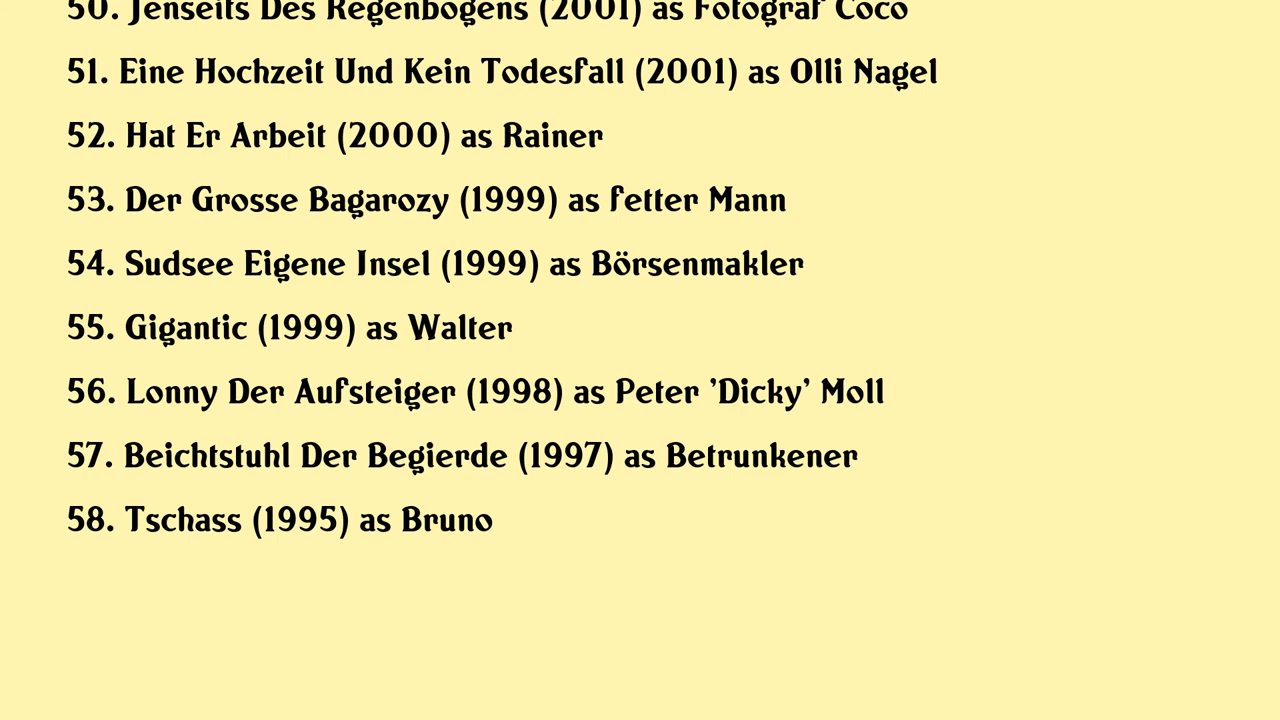 50. Jenseits Des Regenbogens (2001) as Fotograf Coco
51. Eine Hochzeit Und Kein Todesfall (2001) as Olli Nagel
52. Hat Er Arbeit (2000) as Rainer
53. Der Grosse Bagarozy (1999) as fetter Mann
54. Sudsee Eigene Insel (1999) as Börsenmakler
55. Gigantic (1999) as Walter
56. Lonny Der Aufsteiger (1998) as Peter 'Dicky' Moll
57. Beichtstuhl Der Begierde (1997) as Betrunkener
58. Tschass (1995) as Bruno